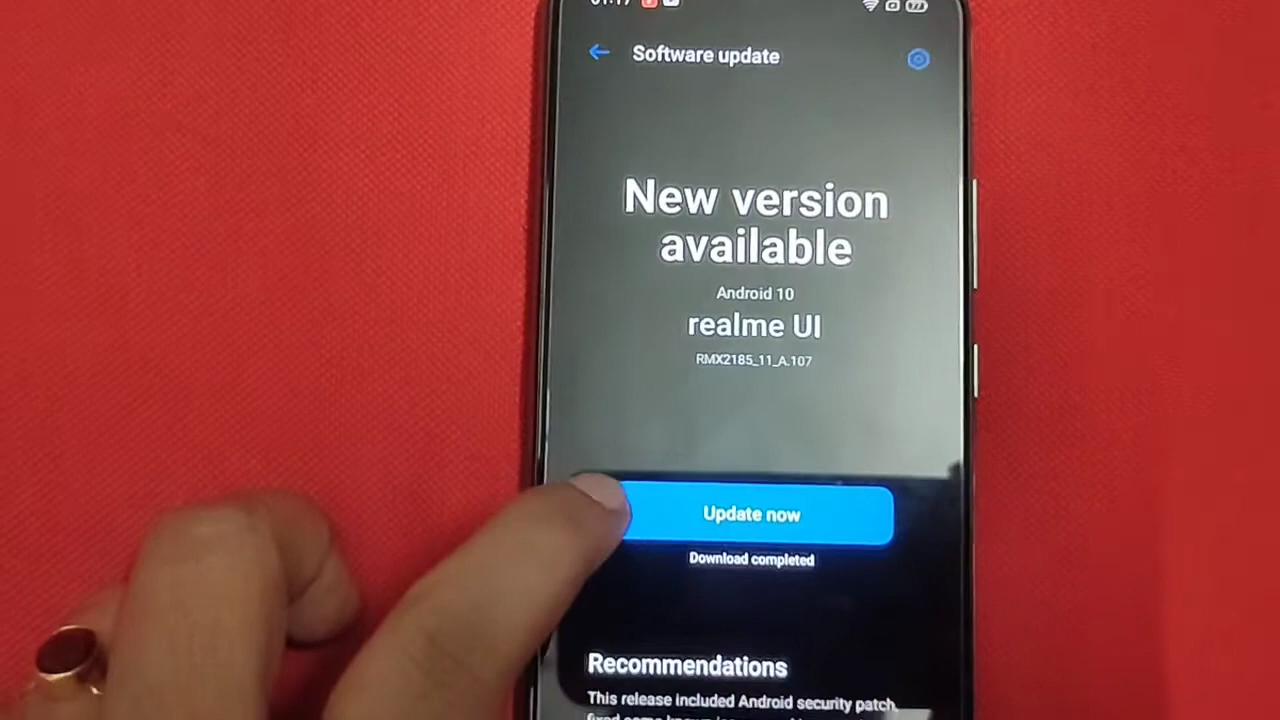 Software update
New version
available
Android 10
realme UI
RMX2185_11_A.107
Update now
Download completed
Recommendations
This release included Android security patch,